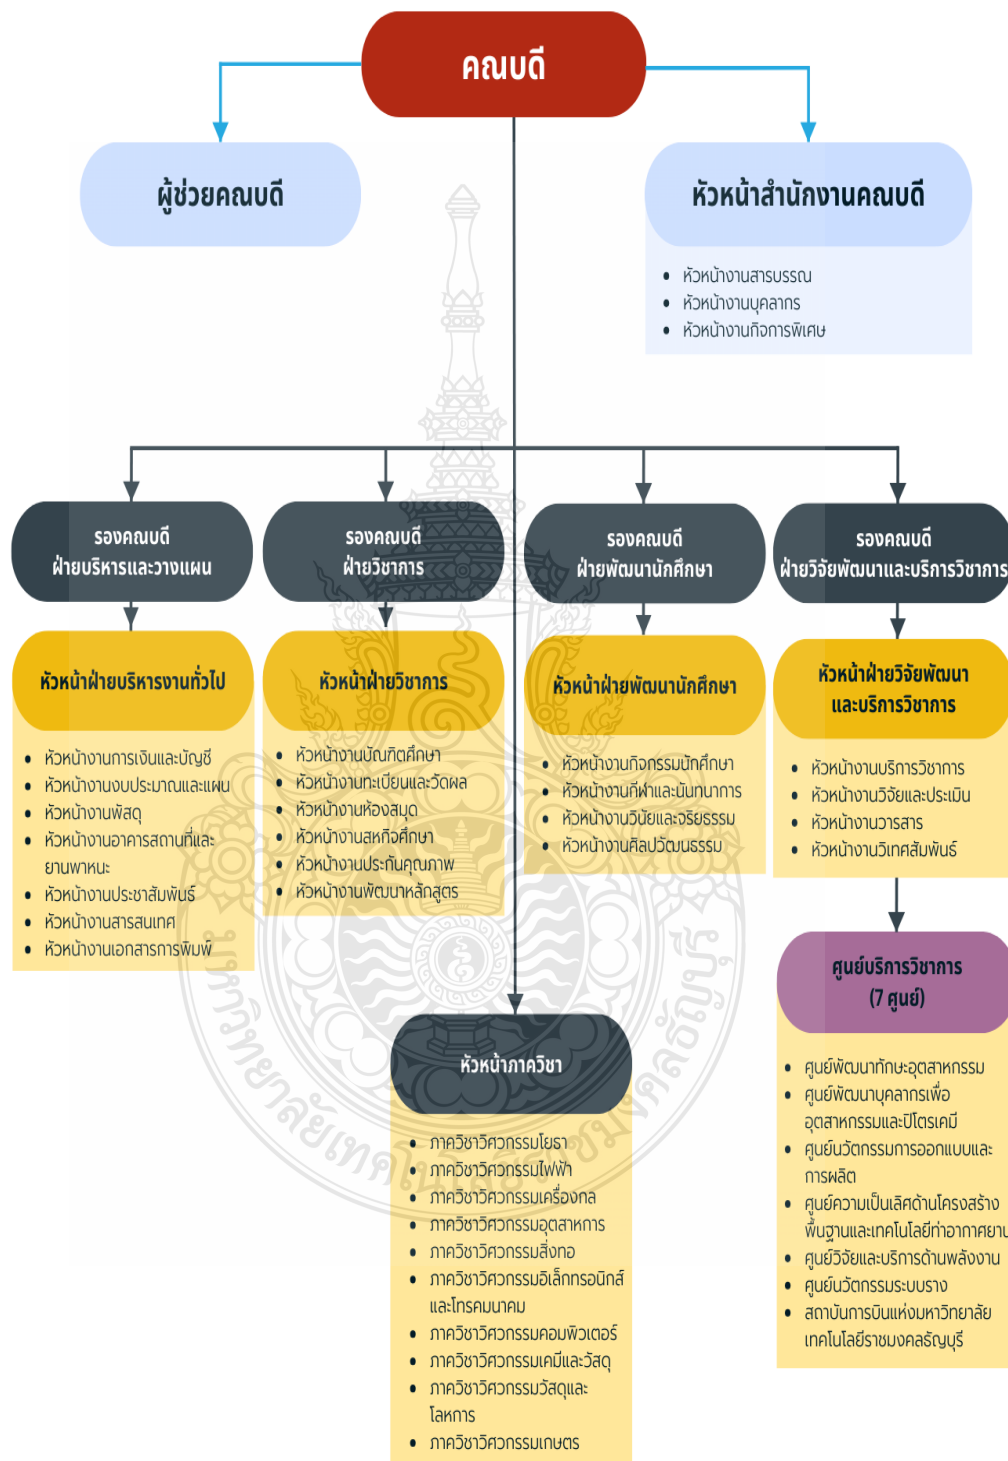 คณบดี
ผู้ช่วยคณบดี
หัวหน้าสำนักงานคณบดี
• หัวหน้างานสารบรรณ
• หัวหน้างานบุคลากร
• หัวหน้างานกิจการพิเศษ
รองคณบดี
ฝ่ายบริหารและวางแผน
หัวหน้าฝ่ายบริหารงานทั่วไป
• หัวหน้างานการเงินและบัญชี
• หัวหน้างานงบประมาณและแผน
• หัวหน้างานพัสดุ
• หัวหน้างานอาคารสถานที่และ
ยานพาหนะ
• หัวหน้างานประชาสัมพันธ์
• หัวหน้างานสารสนเทศ
• หัวหน้างานเอกสารการพิมพ์
รองคณบดี
ฝ่ายวิชาการ
หัวหน้าฝ่ายวิชาการ
• หัวหน้างานบัณฑิตศึกษา
• หัวหน้างานทะเบียนและวัดผล
• หัวหน้างานห้องสมุด
• หัวหน้างานสหกิจศึกษา
• หัวหน้างานประกันคุณภาพ
• หัวหน้างานพัฒนาหลักสูตร
รองคณบดี
ฝ่ายพัฒนานักศึกษา
หัวหน้าฝ่ายพัฒนานักศึกษา
• หัวหน้างานกิจกรรมนักศึกษา
• หัวหน้างานกีฬาและนันทนาการ
• หัวหน้างานวินัยและจริยธรรม
• หัวหน้างานศิลปวัฒนธรรม
รองคณบดี
ฝ่ายวิจัยพัฒนาและบริการวิชาการ
หัวหน้าฝ่ายวิจัยพัฒนา
และบริการวิชาการ
• หัวหน้างานบริการวิชาการ
• หัวหน้างานวิจัยและประเมิน
• หัวหน้างานวารสาร
• หัวหน้างานวิเทศสัมพันธ์
ศูนย์บริการวิชาการ
(7 ศูนย์)
• ศูนย์พัฒนาทักษะอุตสาหกรรม
• ศูนย์พัฒนาบุคลากรเพื่อ
อุตสาหกรรมและปิโตรเคมี
• ศูนย์นวัตกรรมการออกแบบและ
การผลิต
• ศูนย์ความเป็นเลิศด้านโครงสร้าง
พื้นฐานและเทคโนโลยีท่าอากาศยาน
• ศูนย์วิจัยและบริการด้านพลังงาน
• ศูนย์นวัตกรรมระบบราง
• สถาบันการบินแห่งมหาวิทยาลัย
เทคโนโลยีราชมงคลธัญบุรี
หัวหน้าภาควิชา
• ภาควิชาวิศวกรรมโยธา
• ภาควิชาวิศวกรรมไฟฟ้า
• ภาควิชาวิศวกรรมเครื่องกล
• ภาควิชาวิศวกรรมอุตสาหการ
• ภาควิชาวิศวกรรมสิ่งทอ
• ภาควิชาวิศวกรรมอิเล็กทรอนิกส์
และโทรคมนาคม
• ภาควิชาวิศวกรรมคอมพิวเตอร์
• ภาควิชาวิศวกรรมเคมีและวัสดุ
• ภาควิชาวิศวกรรมวัสดุและ
โลหการ
• ภาควิชาวิศวกรรมเกษตร
มหาวิทยาลัยเทคโนโลยีราชมงคลธัญบุรี